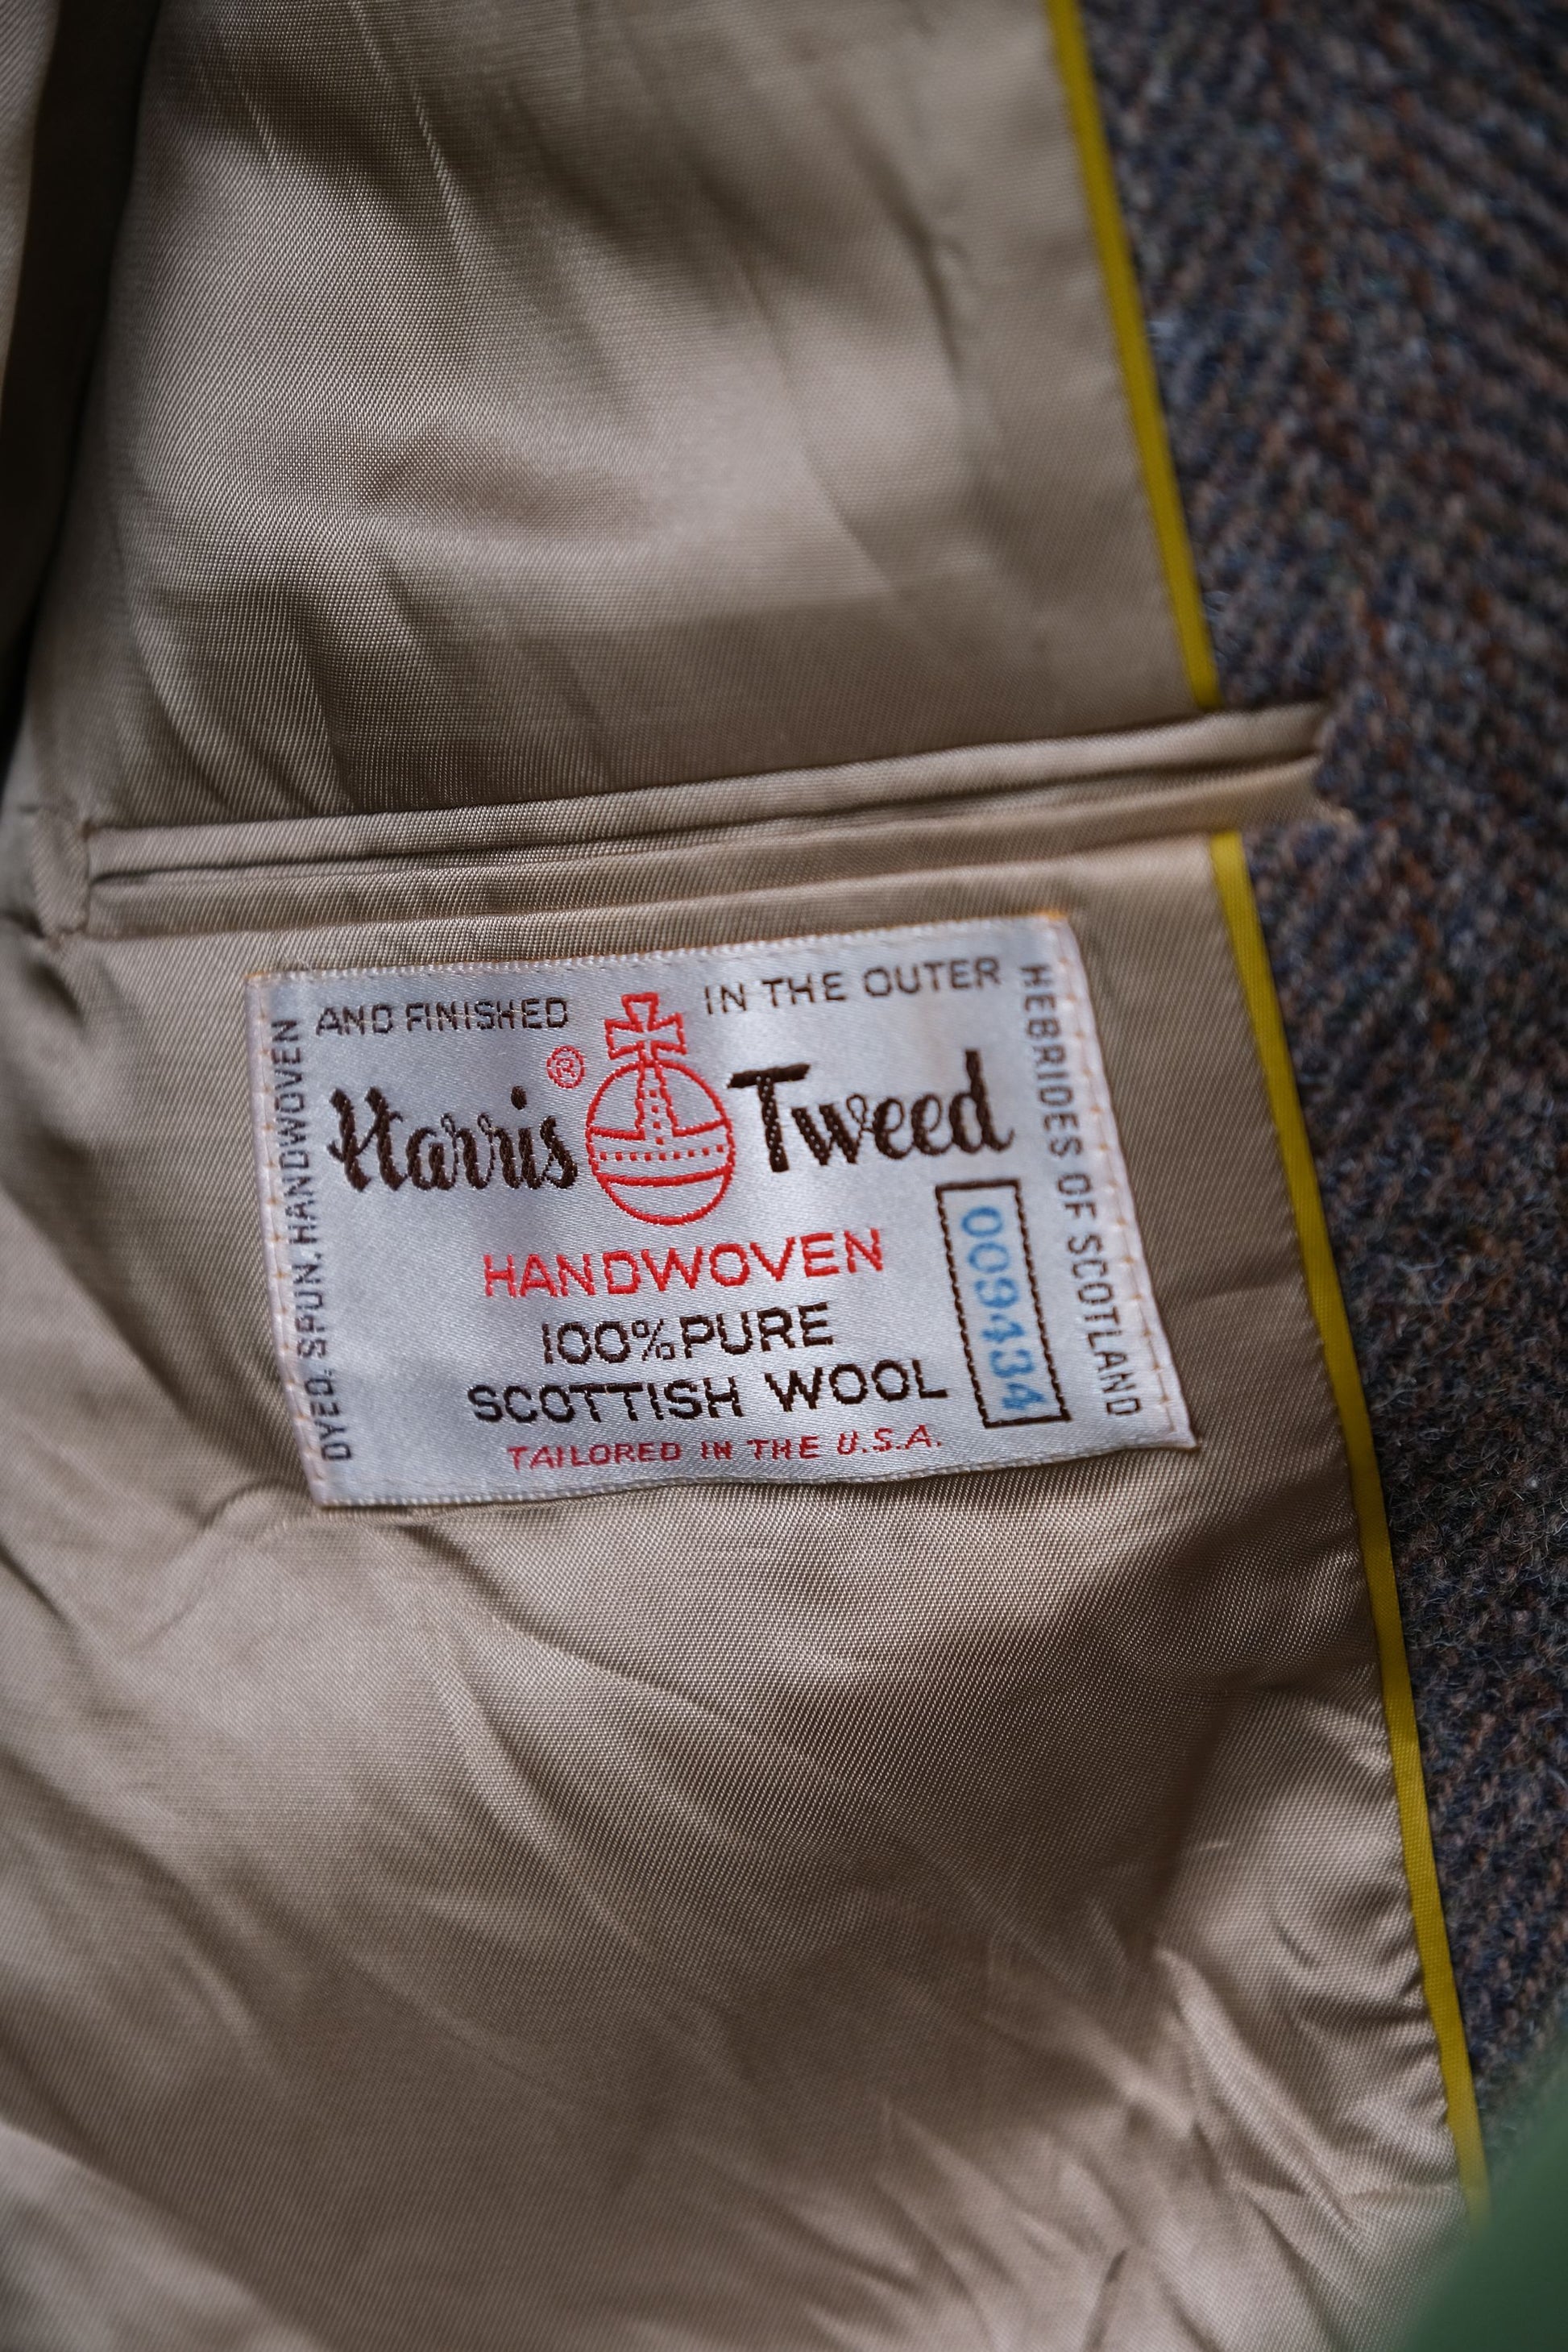 DYED, SPUN, HANDWOVEN
AND FINISHED
IN THE OUTER
HEBRIDES OF SCOTLAND
Harris ® Tweed
HANDWOVEN
100% PURE
SCOTTISH WOOL
TAILORED IN THE U.S.A.
009434